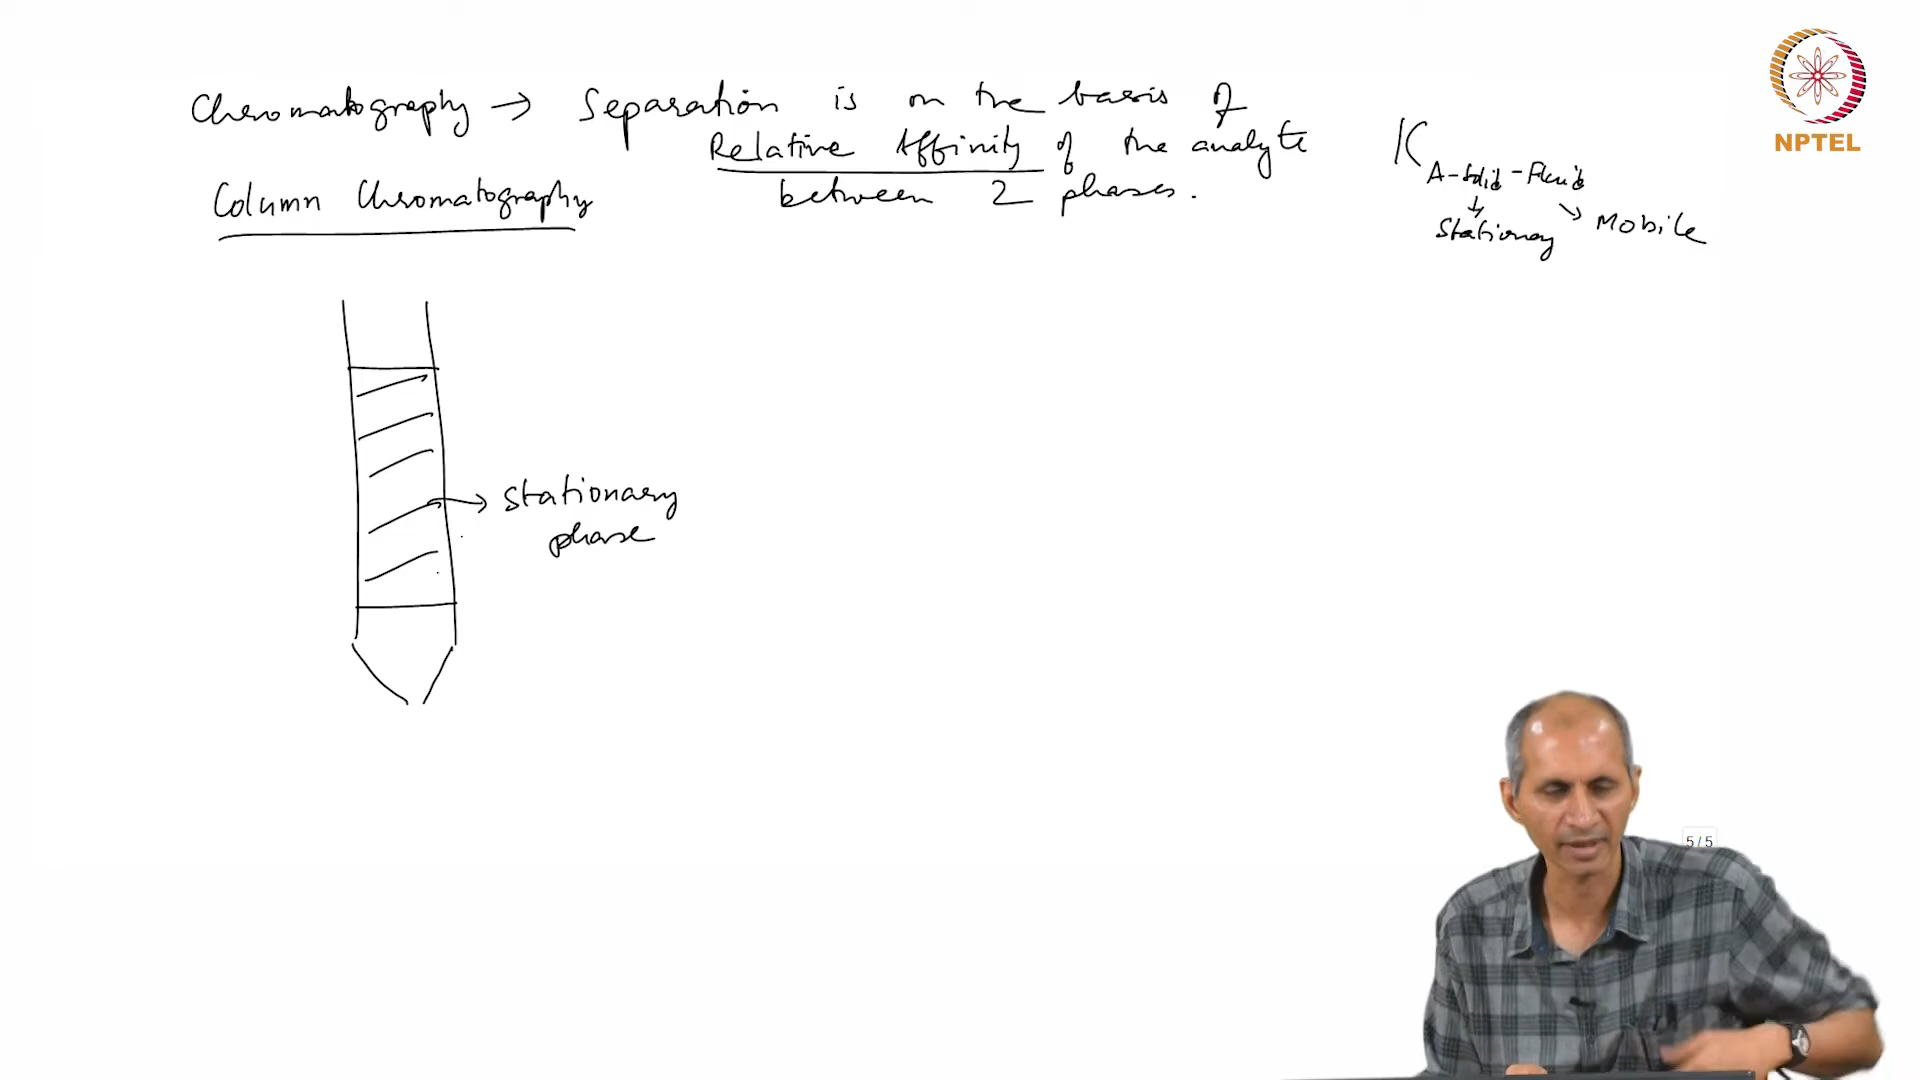 Chromatography → Separation is on the basis of
Relative Affinity of the analyte
between 2 phases.
Column Chromatography
K A-Solid-Fluid
Stationary
Mobile
Stationary
phase
NPTEL
5/5